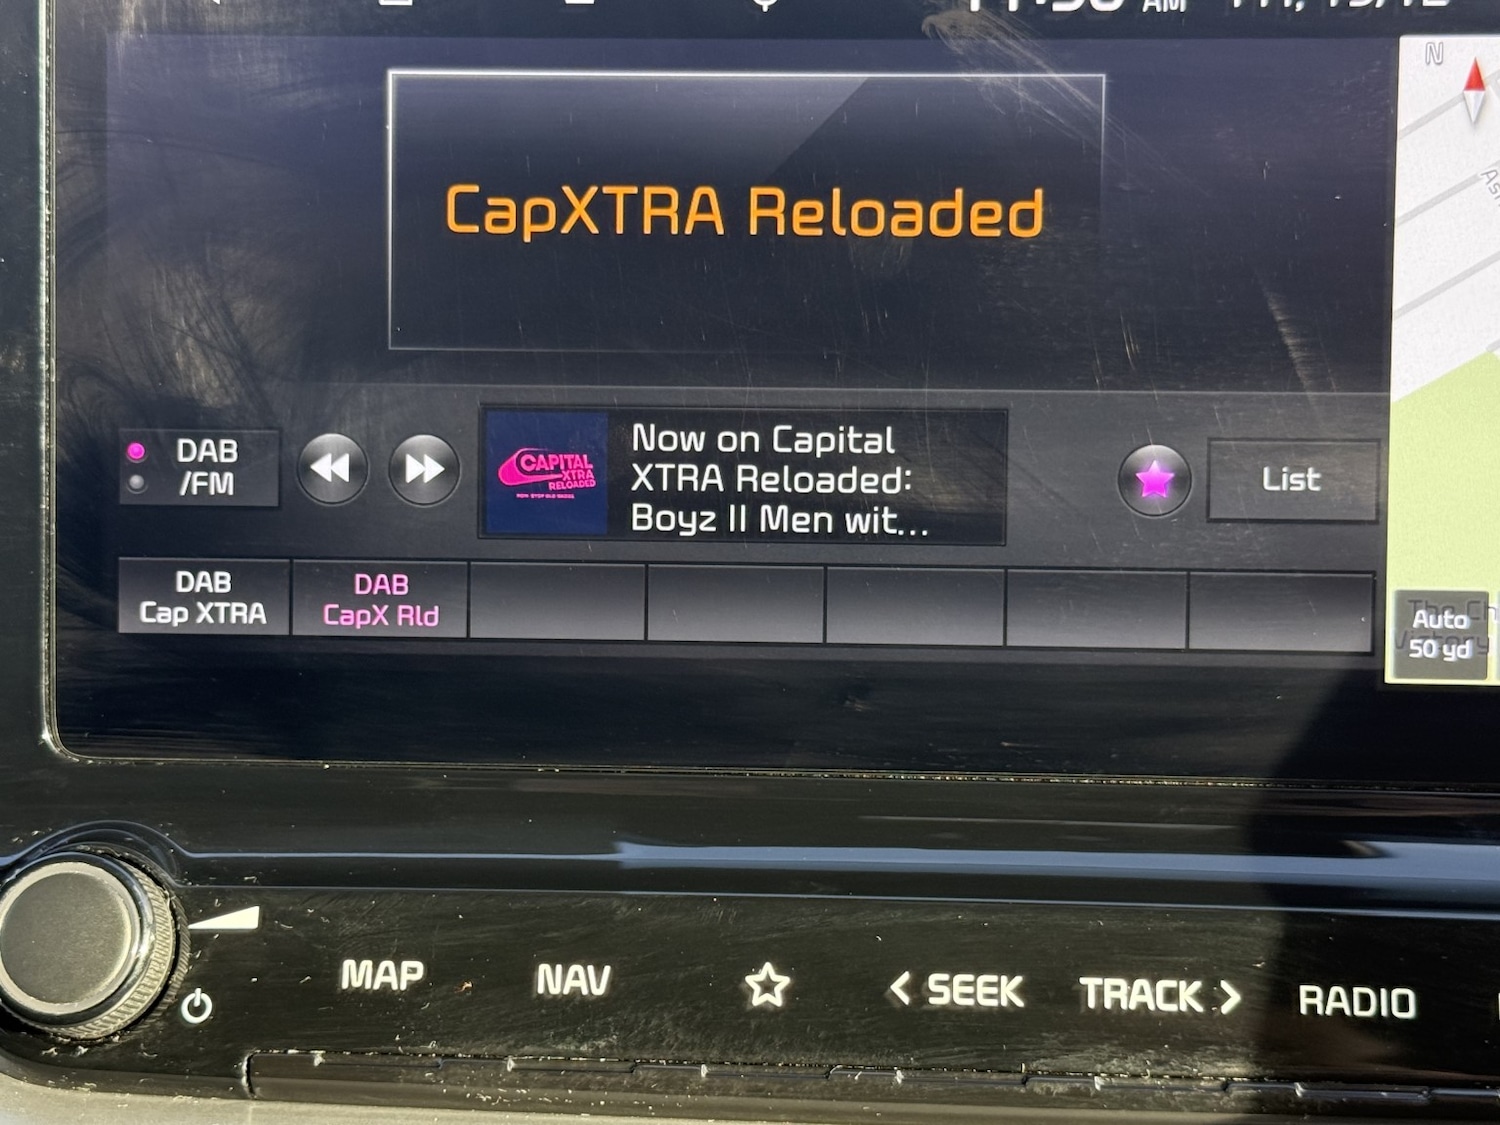 AM
N
CapXTRA Reloaded
DAB
/FM
CAPITAL
XTRA
RELOADED
Now on Capital
XTRA Reloaded:
Boyz II Men wit...
List
DAB
Cap XTRA
DAB
CapX Rld
Auto
50 yd
MAP
NAV
< SEEK
TRACK >
RADIO